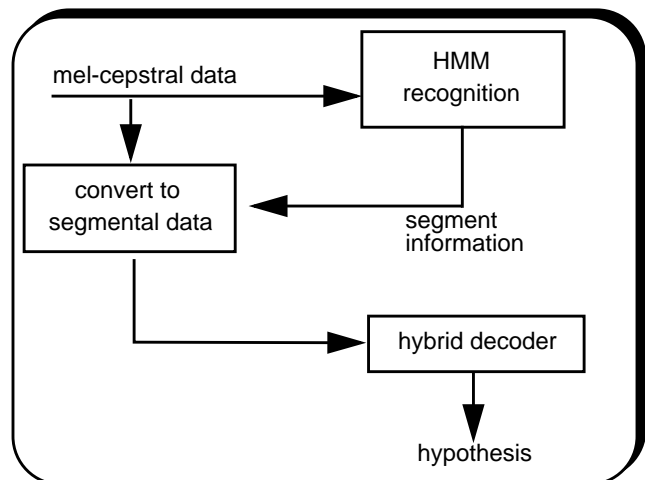 mel-cepstral data
HMM
recognition
convert to
segmental data
segment
information
hybrid decoder
hypothesis